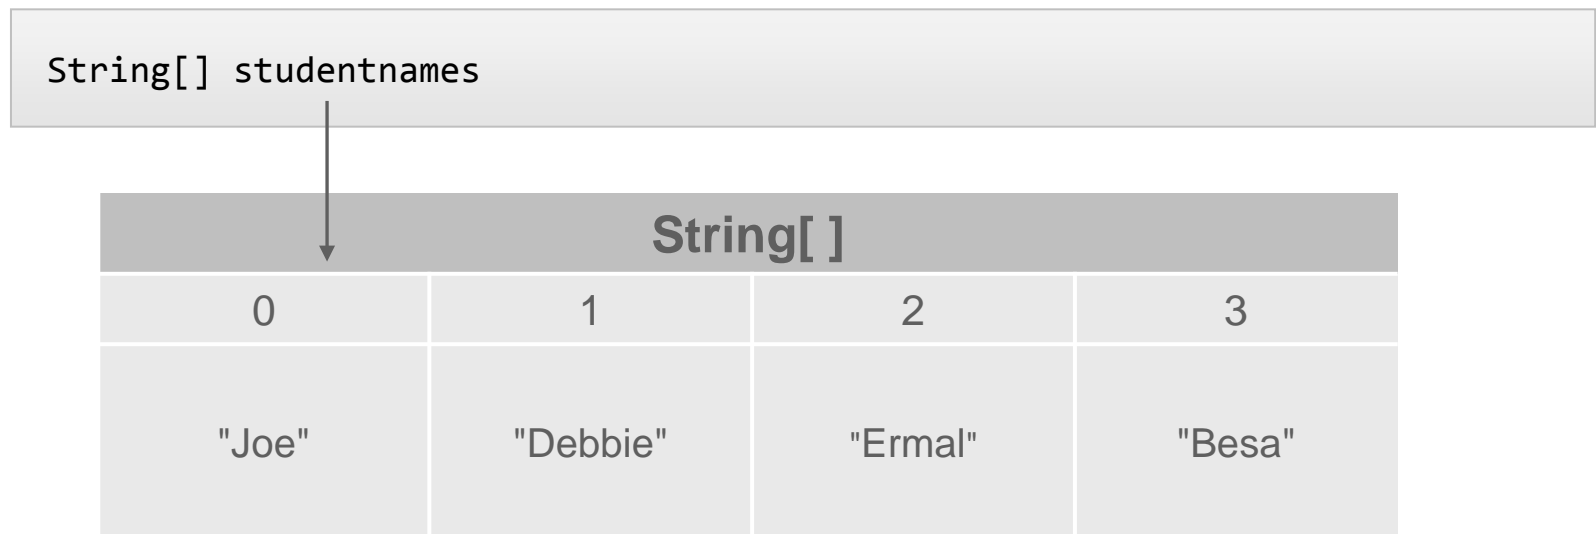 String[] studentnames
String[ ]
0 1 2 3
"Joe" "Debbie" "Ermal" "Besa"